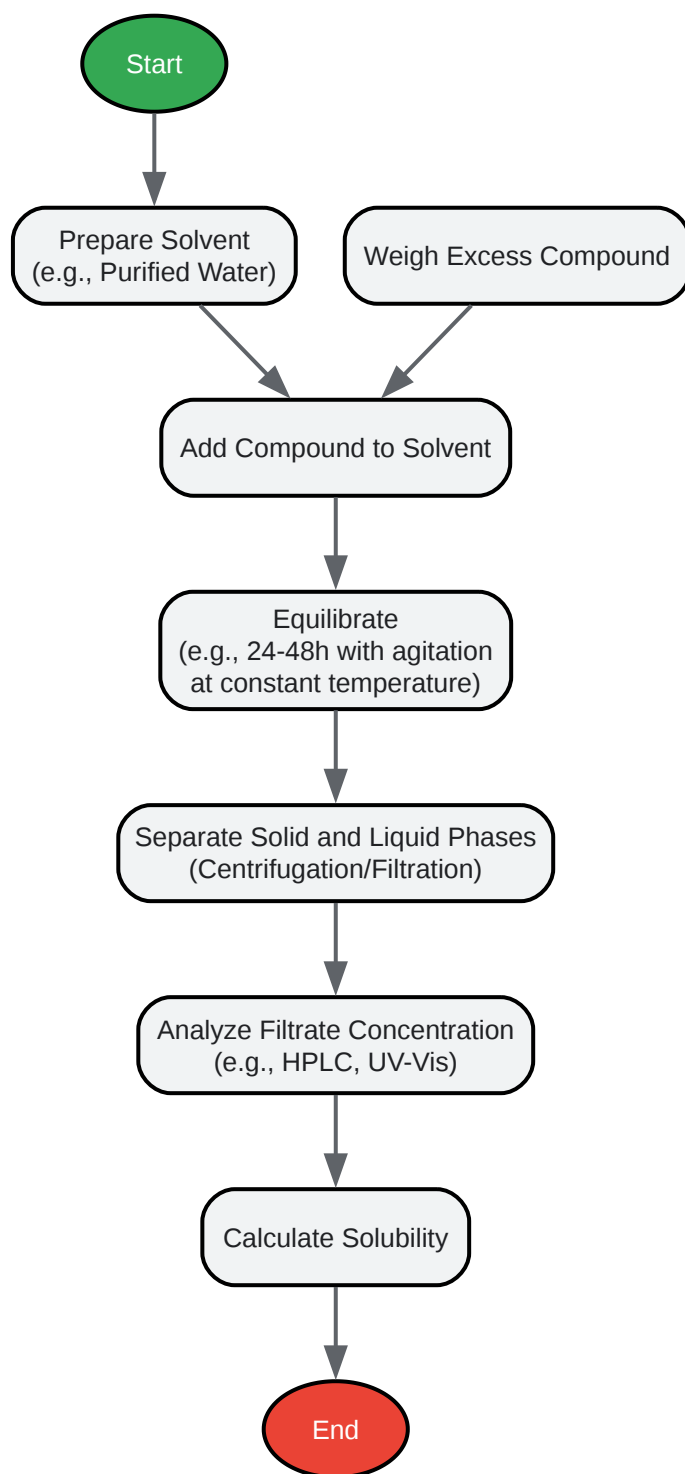 Start
Prepare Solvent
(e.g., Purified Water)
Weigh Excess Compound
Add Compound to Solvent
Equilibrate
(e.g., 24-48h with agitation
at constant temperature)
Separate Solid and Liquid Phases
(Centrifugation/Filtration)
Analyze Filtrate Concentration
(e.g., HPLC, UV-Vis)
Calculate Solubility
End